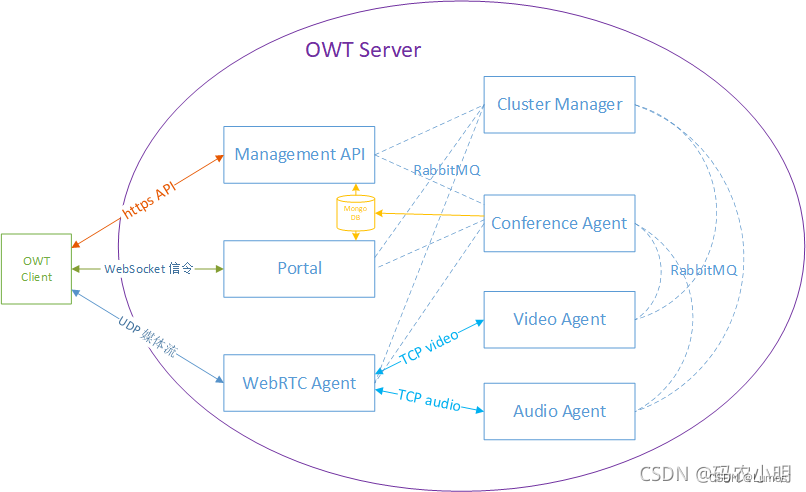 OWT Server
Cluster Manager
Management API
RabbitMQ
https API
Mongo
DB
Conference Agent
OWT
Client
WebSocket 信令
Portal
RabbitMQ
UDP 媒体流
Video Agent
TCP video
WebRTC Agent
TCP audio
Audio Agent
CSDN @码农小明